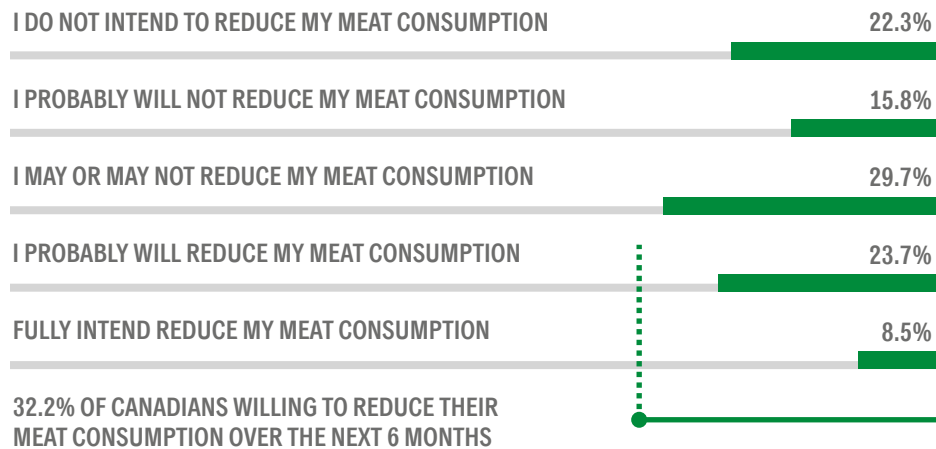 I DO NOT INTEND TO REDUCE MY MEAT CONSUMPTION 22.3%
I PROBABLY WILL NOT REDUCE MY MEAT CONSUMPTION 15.8%
I MAY OR MAY NOT REDUCE MY MEAT CONSUMPTION 29.7%
I PROBABLY WILL REDUCE MY MEAT CONSUMPTION 23.7%
FULLY INTEND REDUCE MY MEAT CONSUMPTION 8.5%
32.2% OF CANADIANS WILLING TO REDUCE THEIR
MEAT CONSUMPTION OVER THE NEXT 6 MONTHS